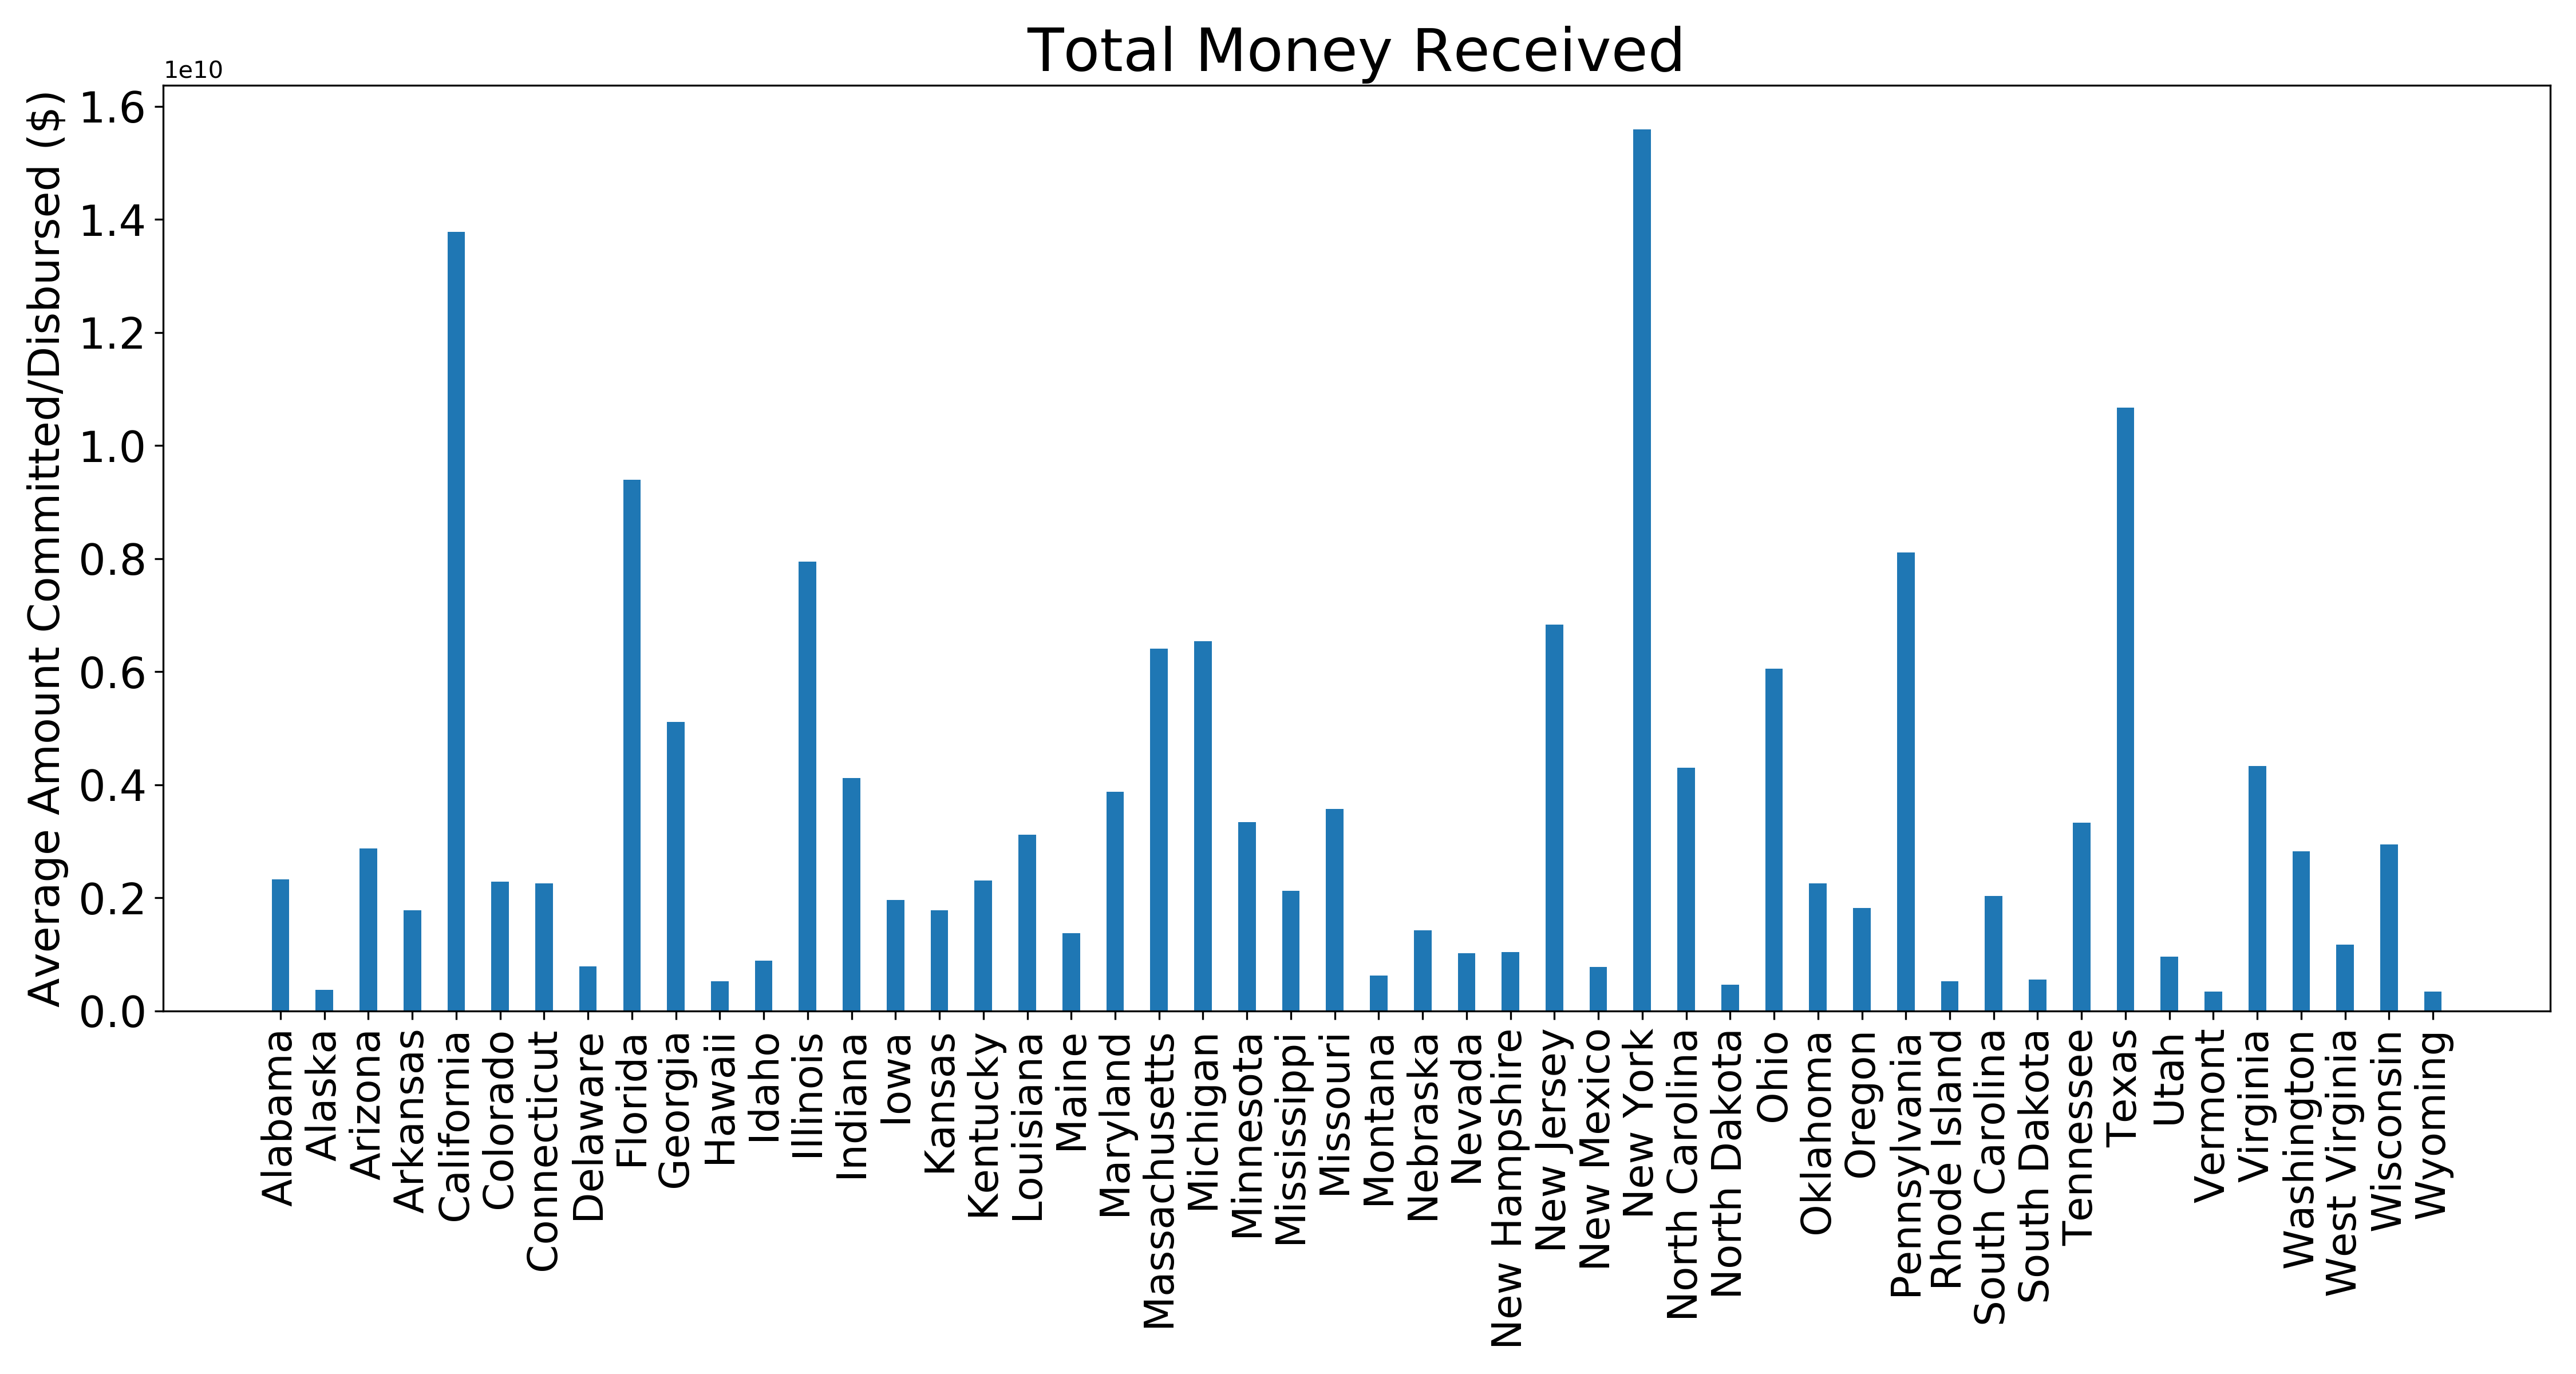 Total Money Received
1e10
Average Amount Committed/Disbursed ($)
1.6
1.4
1.2
1.0
0.8
0.6
0.4
0.2
0.0
Alabama
Alaska
Arizona
Arkansas
California
Colorado
Connecticut
Delaware
Florida
Georgia
Hawaii
Idaho
Illinois
Indiana
Iowa
Kansas
Kentucky
Louisiana
Maine
Maryland
Massachusetts
Michigan
Minnesota
Mississippi
Missouri
Montana
Nebraska
Nevada
New Hampshire
New Jersey
New Mexico
New York
North Carolina
North Dakota
Ohio
Oklahoma
Oregon
Pennsylvania
Rhode Island
South Carolina
South Dakota
Tennessee
Texas
Utah
Vermont
Virginia
Washington
West Virginia
Wisconsin
Wyoming